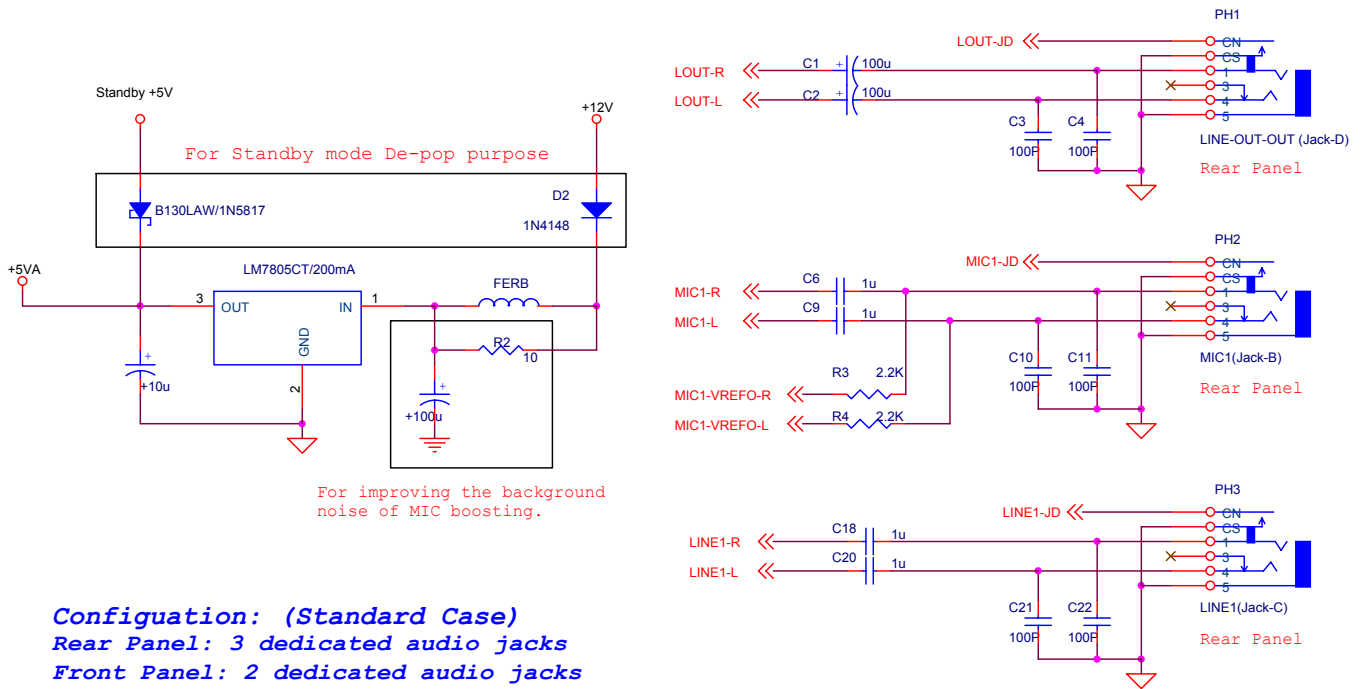 Standby +5V
+12V
For Standby mode De-pop purpose
B130LAW/1N5817
D2
1N4148
+5VA
LM7805CT/200mA
3
OUT
IN
1
GND
2
FERB
R2
10
+
+10u
+
+100u
For improving the background
noise of MIC boosting.
Configuation: (Standard Case)
Rear Panel: 3 dedicated audio jacks
Front Panel: 2 dedicated audio jacks
PH1
LOUT-JD
CN
CS
LOUT-R
C1
+
100u
1
3
LOUT-L
C2
+
100u
4
5
C3
C4
100P
100P
LINE-OUT-OUT (Jack-D)
Rear Panel
PH2
MIC1-JD
CN
CS
MIC1-R
C6
1u
1
3
MIC1-L
C9
1u
4
5
C10
C11
100P
100P
MIC1(Jack-B)
Rear Panel
R3
2.2K
MIC1-VREFO-R
R4
2.2K
MIC1-VREFO-L
PH3
LINE1-JD
CN
CS
LINE1-R
C18
1u
1
3
LINE1-L
C20
1u
4
5
C21
C22
100P
100P
LINE1(Jack-C)
Rear Panel